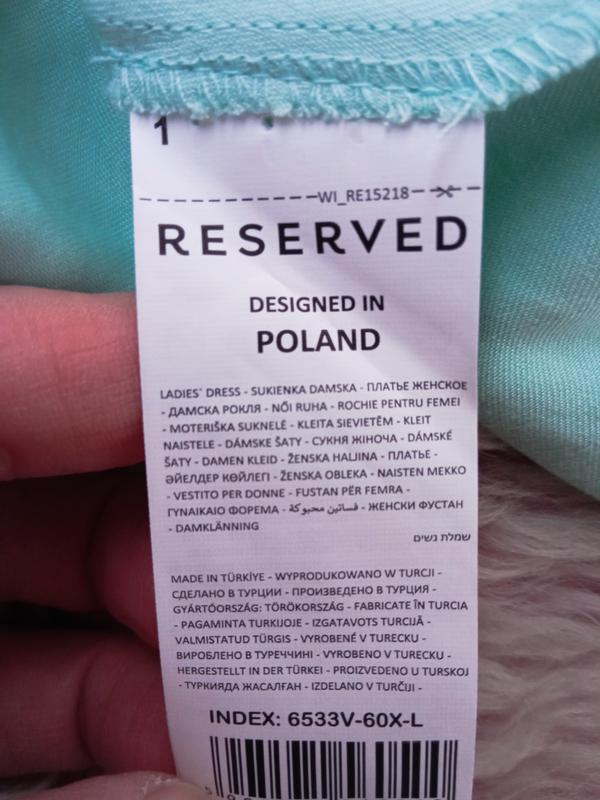 1
WI_RE15218
RESERVED
DESIGNED IN
POLAND
LADIES' DRESS - SUKIENKA DAMSKA - ПЛАТЬЕ ЖЕНСКОЕ
- ДАМСКА РОКЛЯ - NŐI RUHA - ROCHIE PENTRU FEMEI
- MOTERIŠKA SUKNELĖ - KLEITA SIEVIETĒM - KLEIT
NAISTELE - DÁMSKE ŠATY - СУКНЯ ЖІНОЧА - DÁMSKÉ
ŠATY - DAMEN KLEID - ŽENSKA HALJINA - ПЛАТЬЕ -
ӘЙЕЛДЕР КӨЙЛЕГІ - ŽENSKA OBLEKA - NAISTEN MEKKO
- VESTITO PER DONNE - FUSTAN PËR FEMRA -
ΓΥΝΑΙΚΑΙΟ ΦΟΡΕΜΑ - فساتين محبوكة - ЖЕНСКИ ФУСТАН
- DAMKLÄNNING
שמלת נשים
MADE IN TÜRKİYE - WYPRODUKOWANO W TURCJI -
СДЕЛАНО В ТУРЦИИ - ПРОИЗВЕДЕНО В ТУРЦИЯ -
GYÁRTÓORSZÁG: TÖRÖKORSZÁG - FABRICATE ÎN TURCIA
- PAGAMINTA TURKIJOJE - IZGATAVOTS TURCIJĀ -
VALMISTATUD TÜRGIS - VYROBENÉ V TURECKU -
ВИРОБЛЕНО В ТУРЕЧЧИНІ - VYROBENO V TURECKU -
HERGESTELLT IN DER TÜRKEI - PROIZVEDENO U TURSKOJ
- ТУРКИЯДА ЖАСАЛҒАН - IZDELANO V TURČIJI -
INDEX: 6533V-60X-L